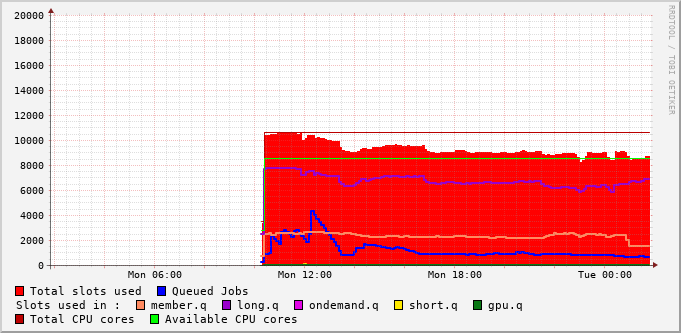 RRDTOOL / TOBI OETIKER
20000
18000
16000
14000
12000
10000
8000
6000
4000
2000
0
Mon 06:00 Mon 12:00 Mon 18:00 Tue 00:00
Total slots used Queued Jobs
Slots used in : member.q long.q ondemand.q short.q gpu.q
Total CPU cores Available CPU cores